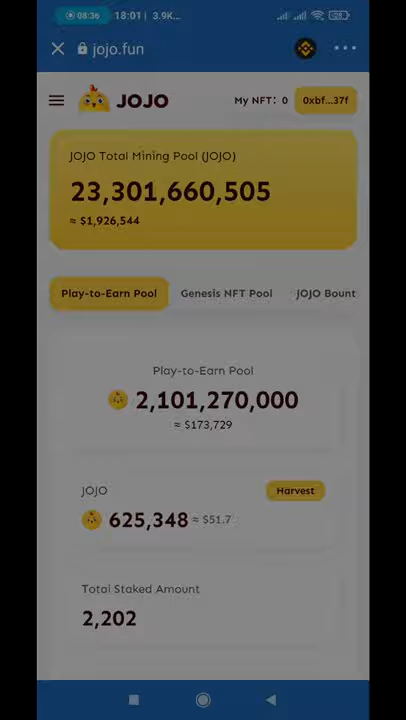 08:36 18:01 | 3.9K...
jojo.fun
JOJO My NFT: 0 0xbf...37f
JOJO Total Mining Pool (JOJO)
23,301,660,505
≈ $1,926,544
Play-to-Earn Pool Genesis NFT Pool JOJO Bount
Play-to-Earn Pool
2,101,270,000
≈ $173,729
JOJO Harvest
625,348 ≈ $51.7
Total Staked Amount
2,202